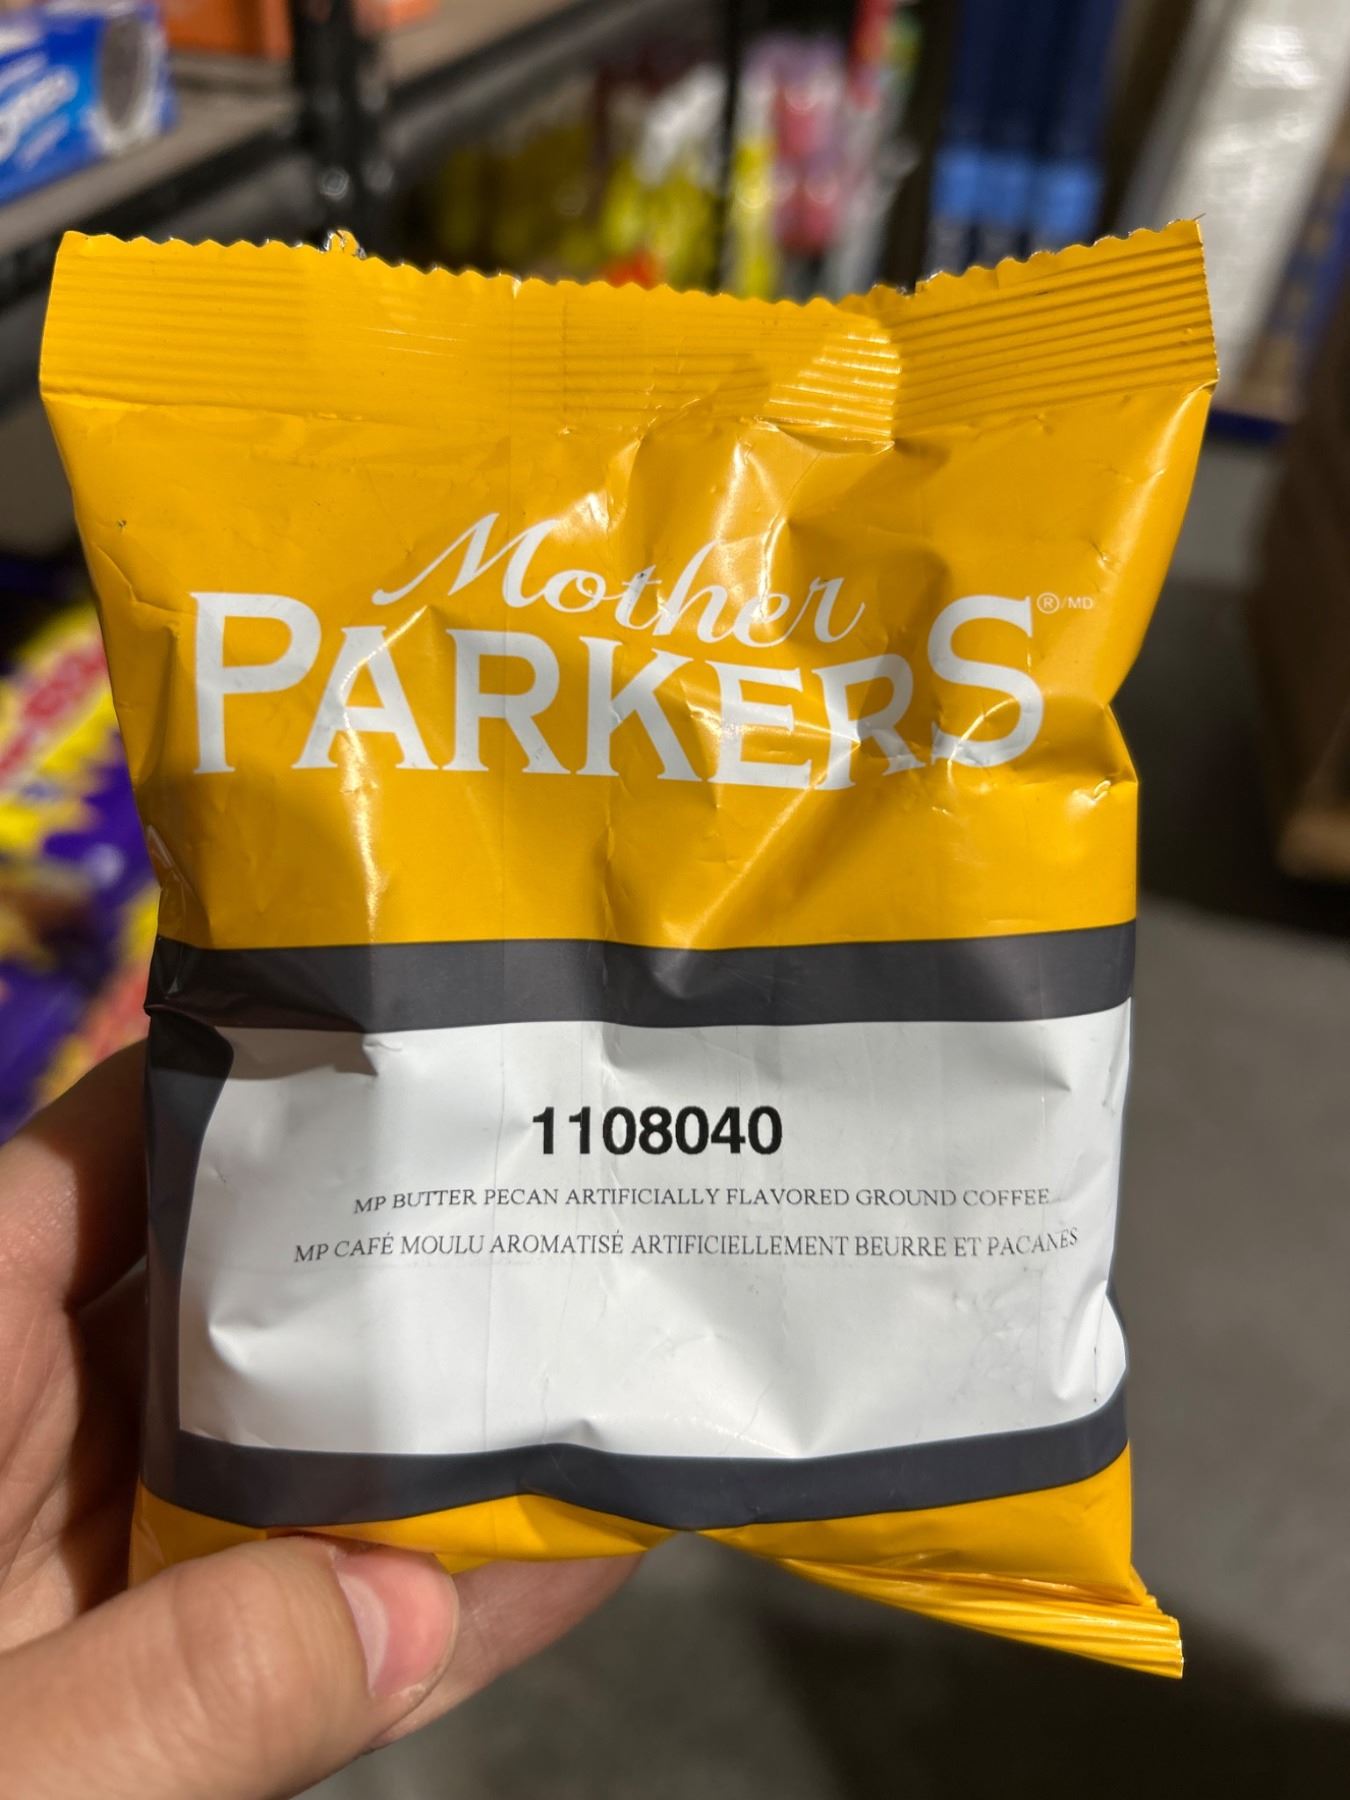 Mother
PARKERS ®/MD
1108040
MP BUTTER PECAN ARTIFICIALLY FLAVORED GROUND COFFEE
MP CAFÉ MOULU AROMATISÉ ARTIFICIELLEMENT BEURRE ET PACANES